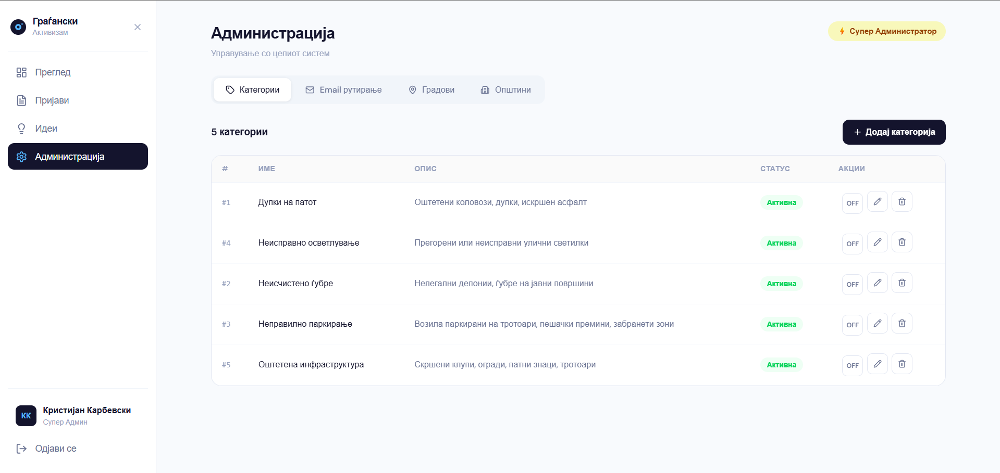 Граѓански
Активизам
Преглед
Пријави
Идеи
Администрација
Кристијан Карбевски
КК
Супер Админ
Одјави се
Администрација
Управување со целиот систем
Супер Администратор
Категории
Email рутирање
Градови
Општини
5 категории
+ Додај категорија
# ИМЕ ОПИС СТАТУС АКЦИИ
#1 Дупки на патот Оштетени коловози, дупки, искршен асфалт Активна OFF
#4 Неисправно осветлување Прегорени или неисправни улични светилки Активна OFF
#2 Неисчистено ѓубре Нелегални депонии, ѓубре на јавни површини Активна OFF
#3 Неправилно паркирање Возила паркирани на тротоари, пешачки премини, забранети зони Активна OFF
#5 Оштетена инфраструктура Скршени клупи, огради, патни знаци, тротоари Активна OFF